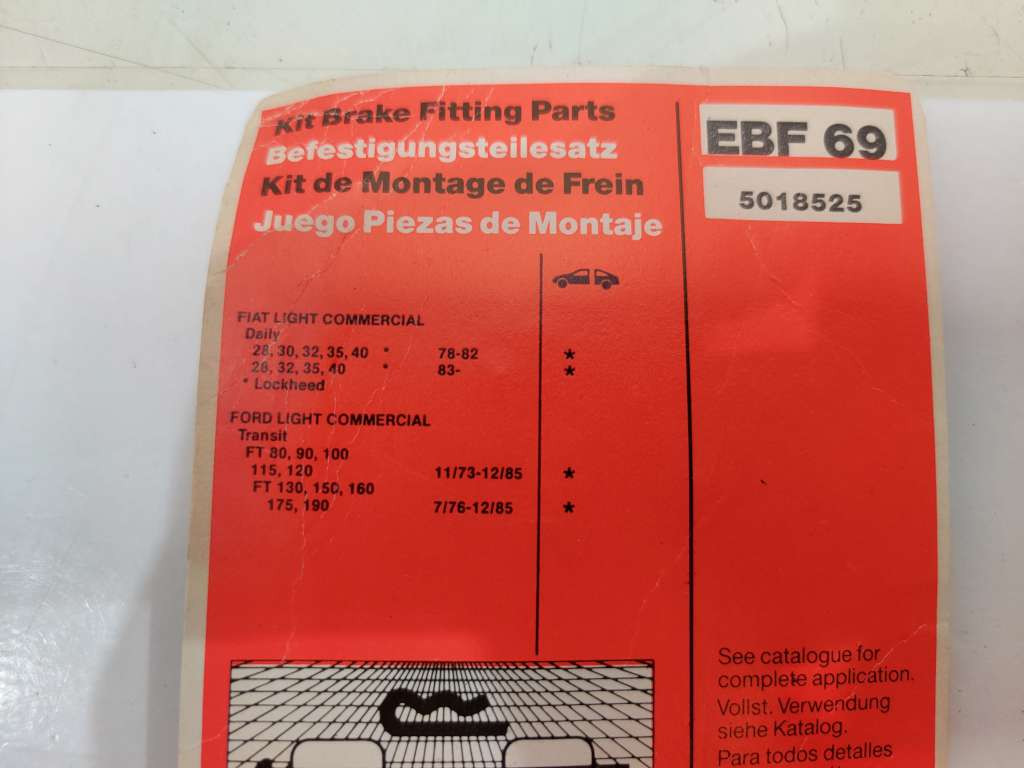 Kit Brake Fitting Parts
Befestigungsteilesatz
Kit de Montage de Frein
Juego Piezas de Montaje
EBF 69
5018525
FIAT LIGHT COMMERCIAL
Daily
28, 30, 32, 35, 40 * 78-82 *
28, 32, 35, 40 * 83- *
* Lockheed
FORD LIGHT COMMERCIAL
Transit
FT 80, 90, 100
115, 120 11/73-12/85 *
FT 130, 150, 160
175, 190 7/76-12/85 *
See catalogue for
complete application.
Vollst. Verwendung
siehe Katalog.
Para todos detalles